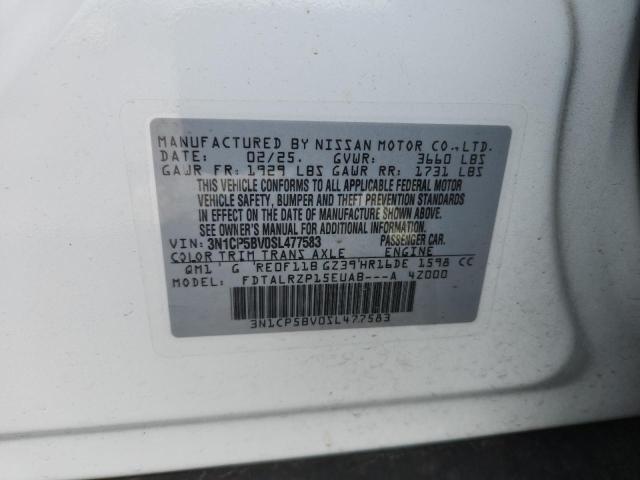 MANUFACTURED BY NISSAN MOTOR CO.,LTD.
DATE: 02/25. GVWR: 3660 LBS
GAWR FR: 1929 LBS GAWR RR: 1731 LBS
THIS VEHICLE CONFORMS TO ALL APPLICABLE FEDERAL MOTOR
VEHICLE SAFETY, BUMPER AND THEFT PREVENTION STANDARDS
IN EFFECT ON THE DATE OF MANUFACTURE SHOWN ABOVE.
SEE OWNER'S MANUAL FOR ADDITIONAL INFORMATION.
VIN: 3N1CP5BV0SL477583 PASSENGER CAR.
COLOR TRIM TRANS AXLE ENGINE
QM1 G RE0F11B GZ39 HR16DE 1598 CC
MODEL: FDTALRZP15EUAB---A 4Z000
3N1CP5BV0SL477583